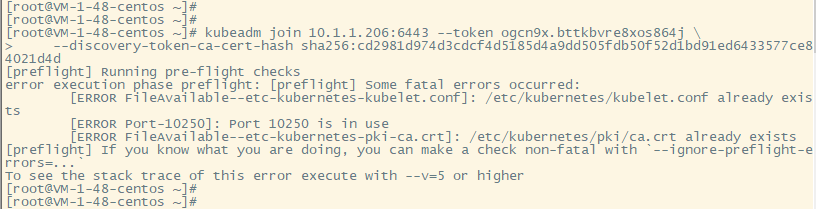 [root@VM-1-48-centos ~]#
[root@VM-1-48-centos ~]# kubeadm join 10.1.1.206:6443 --token ogcn9x.bttkbvre8xos864j \
>     --discovery-token-ca-cert-hash sha256:cd2981d974d3cdcf4d5185d4a9dd505fdb50f52d1bd91ed6433577ce8
4021d4d
[preflight] Running pre-flight checks
error execution phase preflight: [preflight] Some fatal errors occurred:
        [ERROR FileAvailable--etc-kubernetes-kubelet.conf]: /etc/kubernetes/kubelet.conf already exis
ts
        [ERROR Port-10250]: Port 10250 is in use
        [ERROR FileAvailable--etc-kubernetes-pki-ca.crt]: /etc/kubernetes/pki/ca.crt already exists
[preflight] If you know what you are doing, you can make a check non-fatal with `--ignore-preflight-e
rrors=...`
To see the stack trace of this error execute with --v=5 or higher
[root@VM-1-48-centos ~]#
[root@VM-1-48-centos ~]#